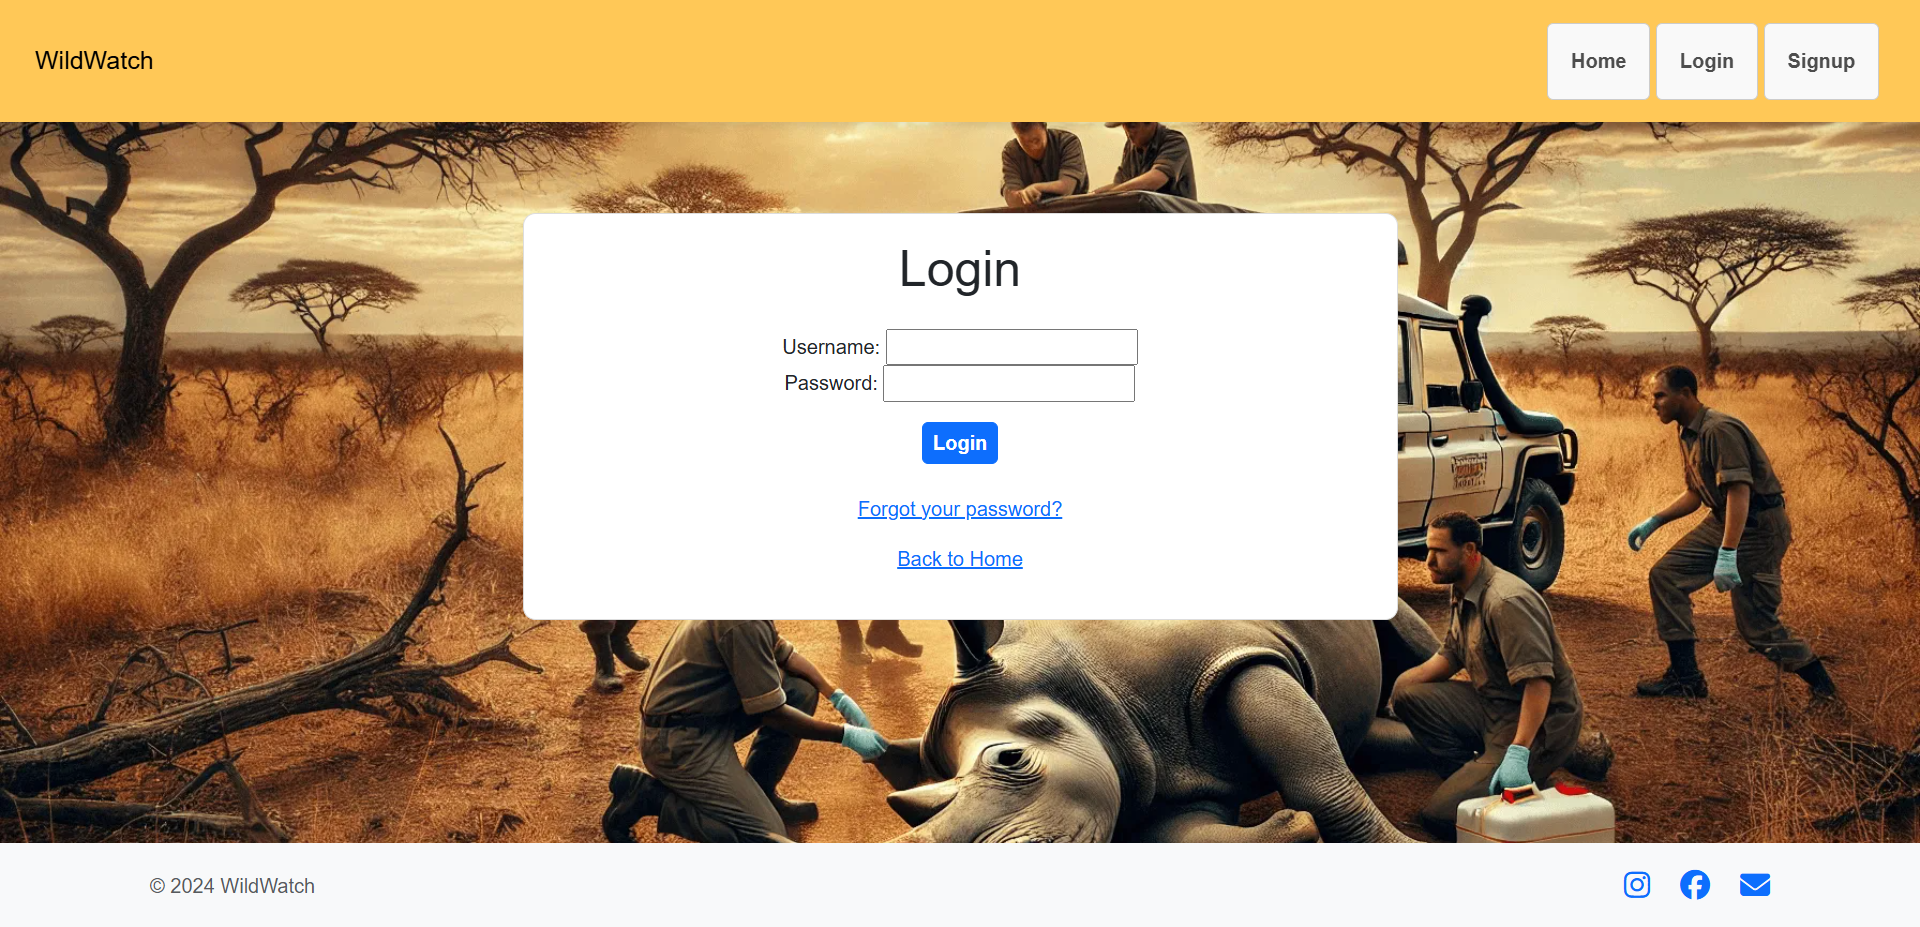 WildWatch
Home Login Signup
Login
Username:
Password:
Login
Forgot your password?
Back to Home
© 2024 WildWatch